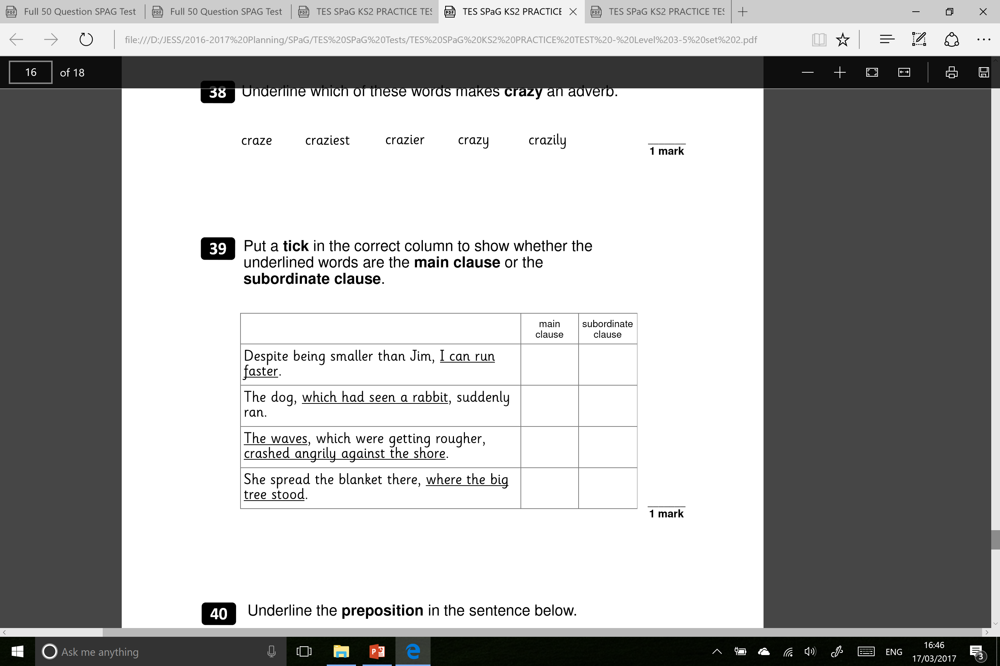 Full 50 Question SPAG Test
Full 50 Question SPAG Test
TES SPaG KS2 PRACTICE TES
TES SPaG KS2 PRACTICE
TES SPaG KS2 PRACTICE TES
file:///D:/JESS/2016-2017%20Planning/SPaG/TES%20SPaG%20Tests/TES%20SPaG%20KS2%20PRACTICE%20TEST%20-%20Level%203-5%20set%202.pdf
16 of 18
38 Underline which of these words makes crazy an adverb.
craze craziest crazier crazy crazily
1 mark
39 Put a tick in the correct column to show whether the
underlined words are the main clause or the
subordinate clause.
main clause
subordinate clause
Despite being smaller than Jim, I can run
faster.
The dog, which had seen a rabbit, suddenly
ran.
The waves, which were getting rougher,
crashed angrily against the shore.
She spread the blanket there, where the big
tree stood.
1 mark
40 Underline the preposition in the sentence below.
Ask me anything
ENG
16:46
17/03/2017
3